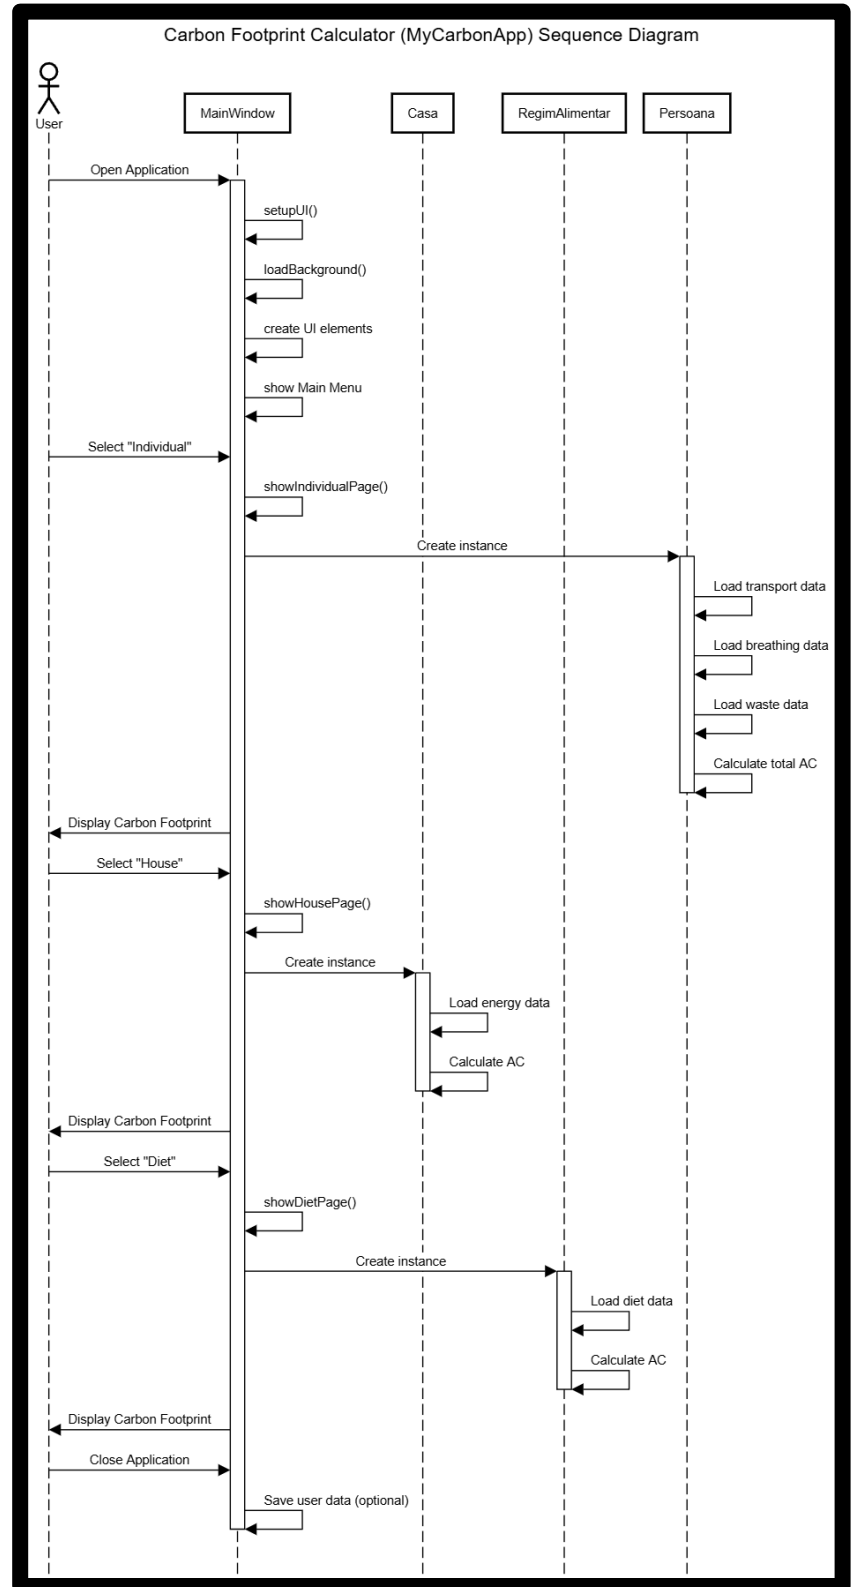 Carbon Footprint Calculator (MyCarbonApp) Sequence Diagram
User
MainWindow
Casa
RegimAlimentar
Persoana
Open Application
setupUI()
loadBackground()
create UI elements
show Main Menu
Select "Individual"
showIndividualPage()
Create instance
Load transport data
Load breathing data
Load waste data
Calculate total AC
Display Carbon Footprint
Select "House"
showHousePage()
Create instance
Load energy data
Calculate AC
Display Carbon Footprint
Select "Diet"
showDietPage()
Create instance
Load diet data
Calculate AC
Display Carbon Footprint
Close Application
Save user data (optional)